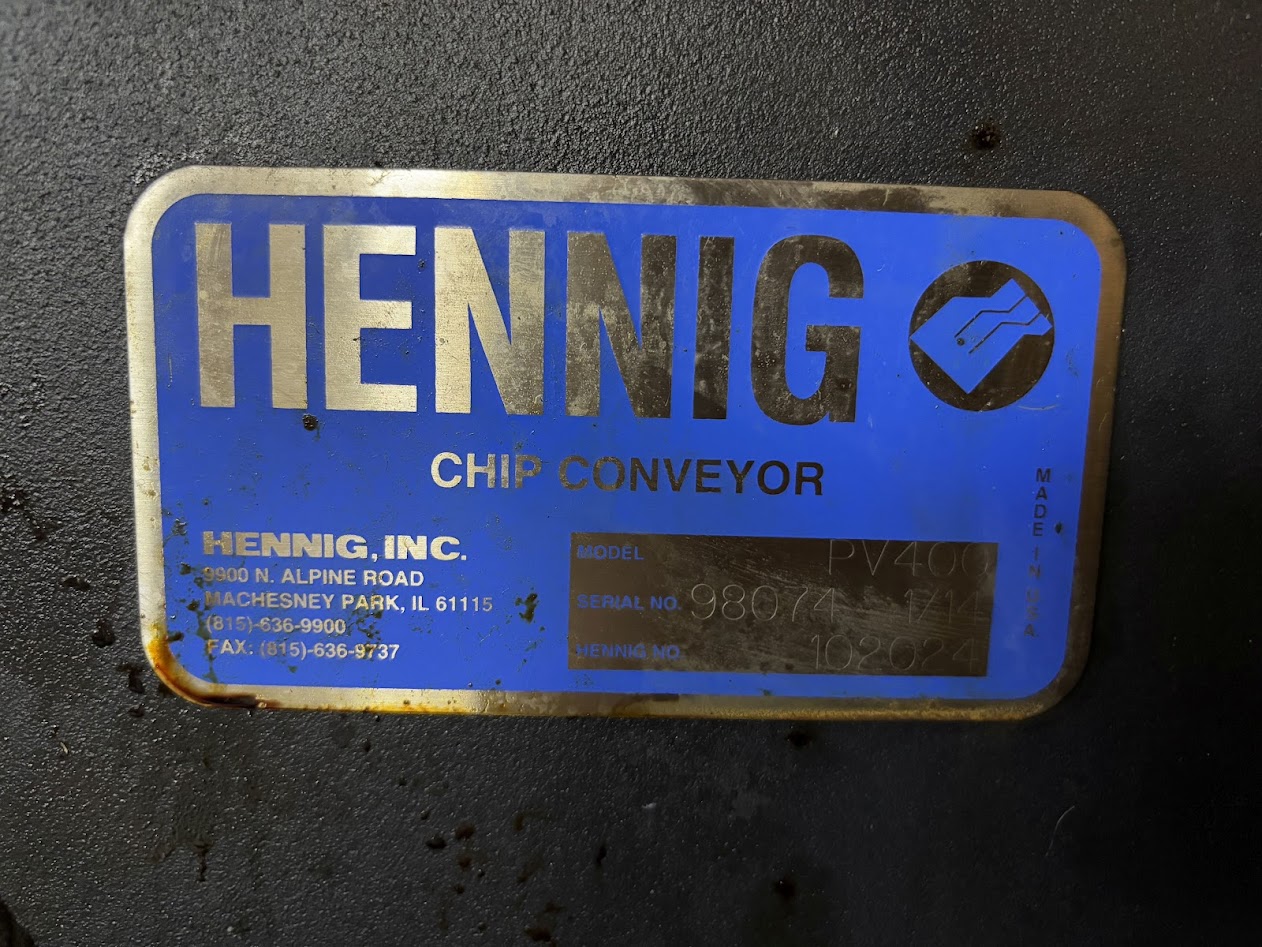 HENNIG
CHIP CONVEYOR
MADE IN USA
HENNIG, INC.
9900 N. ALPINE ROAD
MACHESNEY PARK, IL 61115
(815)-636-9900
FAX: (815)-636-9737
MODEL PV400
SERIAL NO. 98074 1/14
HENNIG NO. 102024